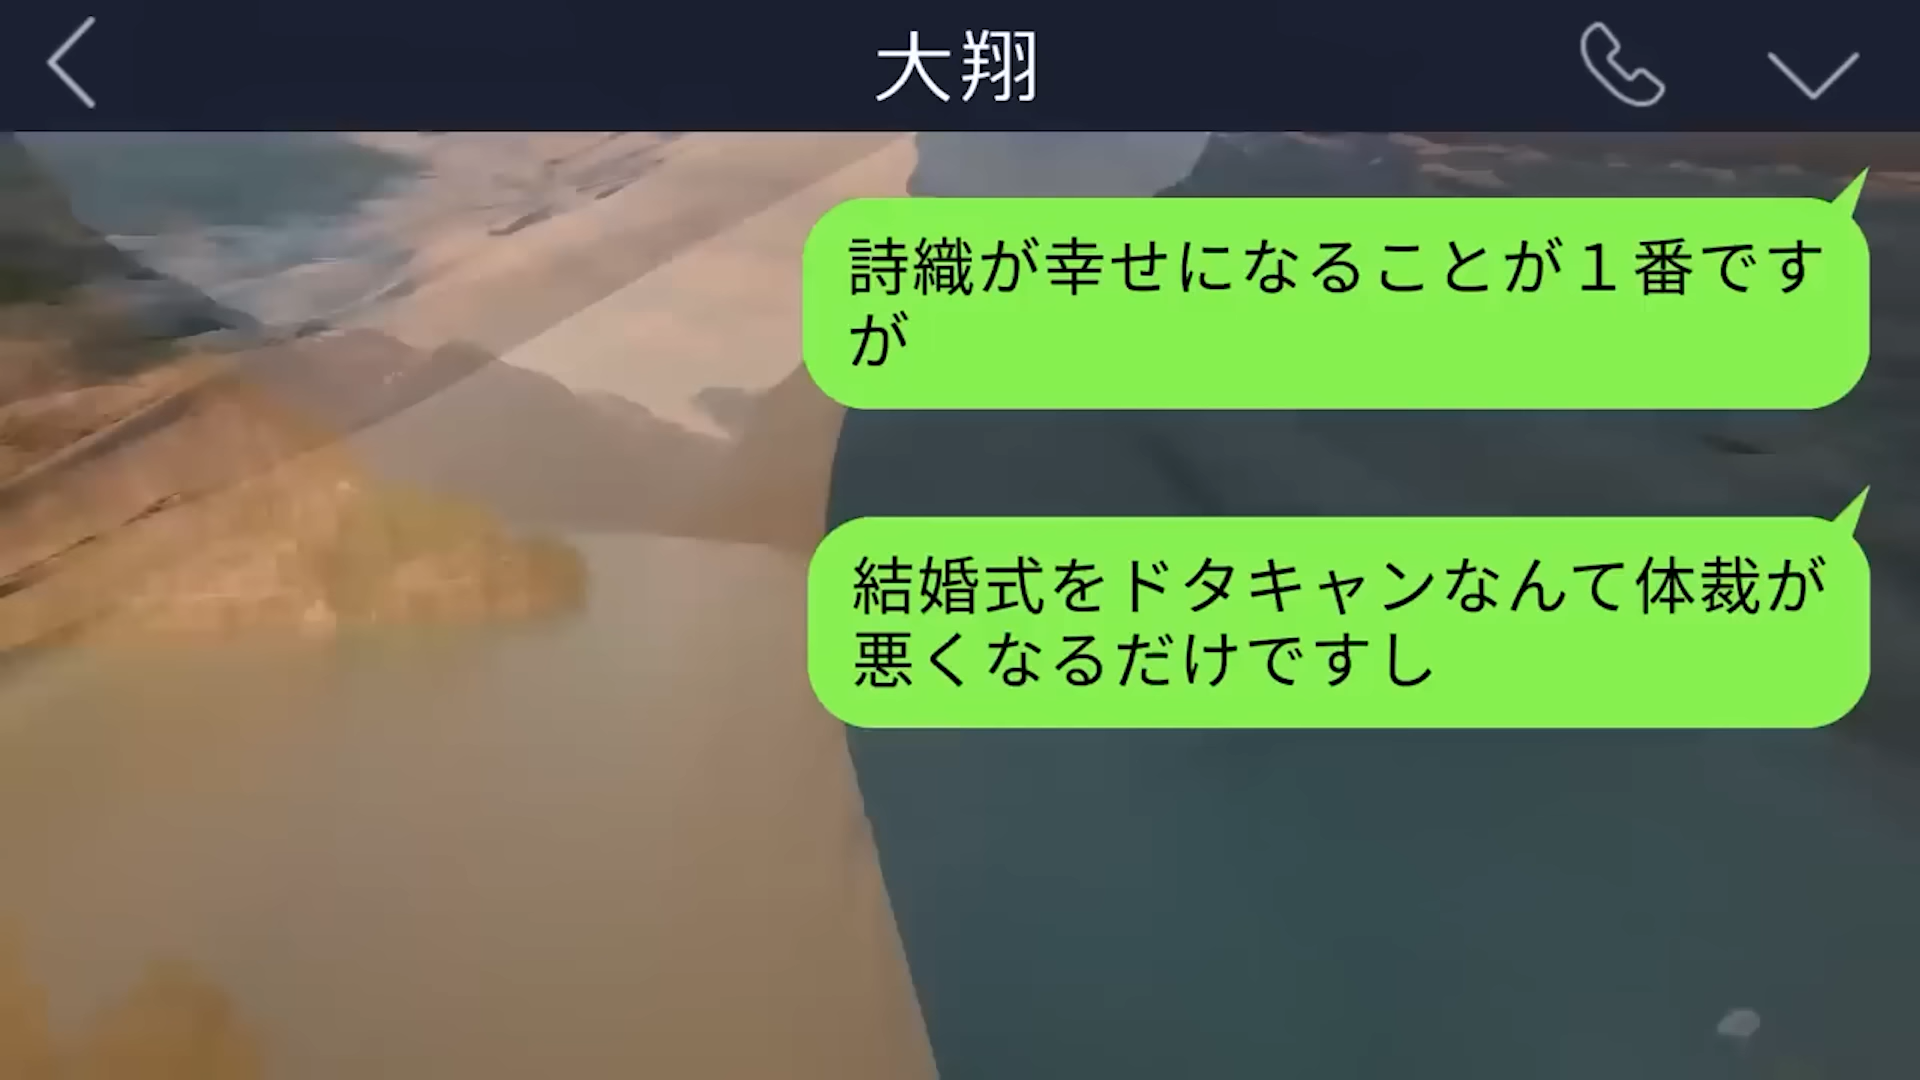 大翔
詩織が幸せになることが１番です
が
結婚式をドタキャンなんて体裁が
悪くなるだけですし